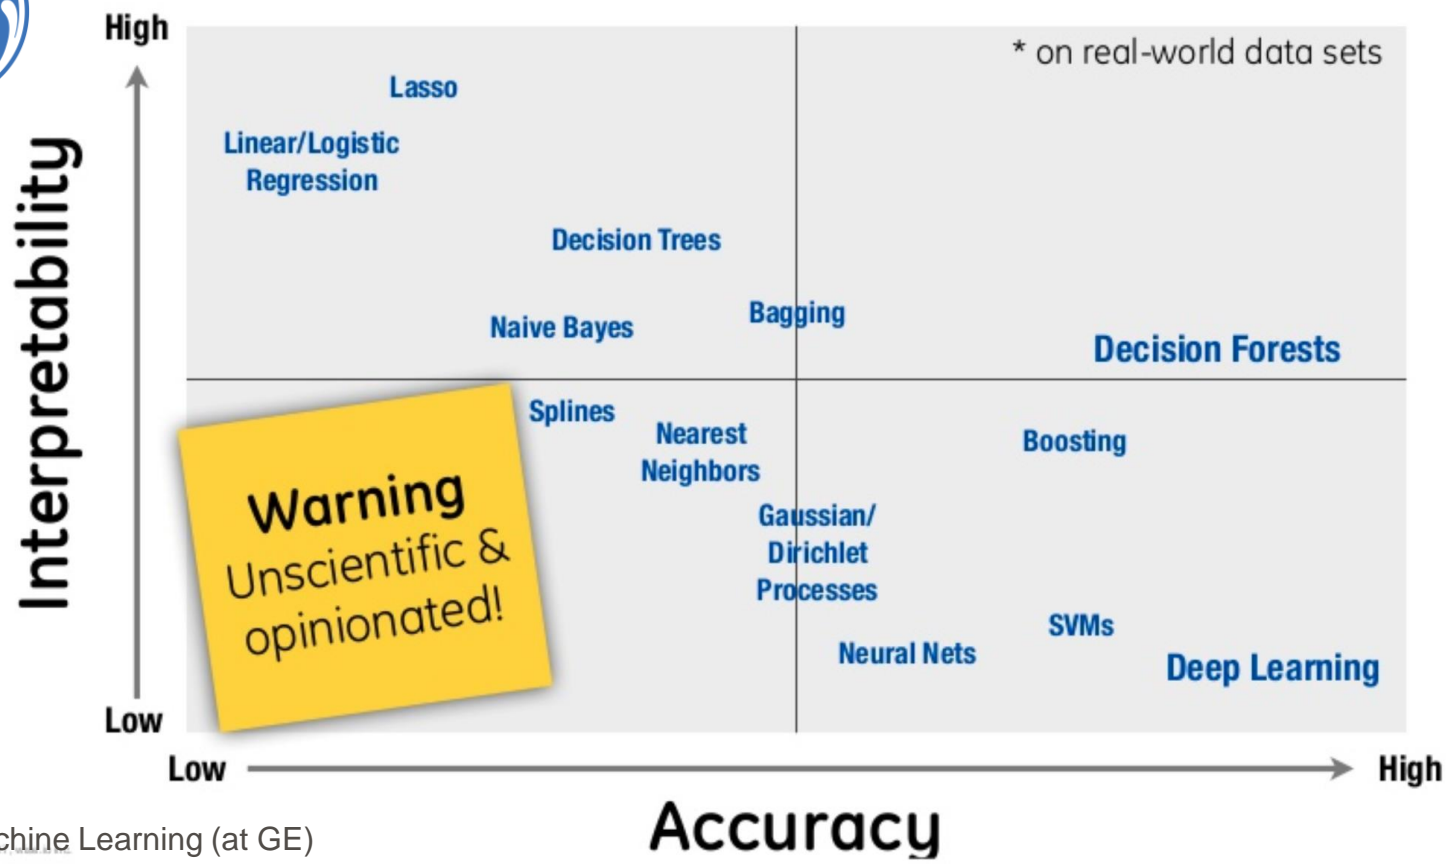 High
* on real-world data sets
Lasso
Linear/Logistic
Regression
Decision Trees
Bagging
Naive Bayes
Decision Forests
Interpretability
Splines
Nearest
Neighbors
Boosting
Warning
Unscientific &
opinionated!
Gaussian/
Dirichlet
Processes
SVMs
Neural Nets
Deep Learning
Low
Low
High
Accuracy
chine Learning (at GE)